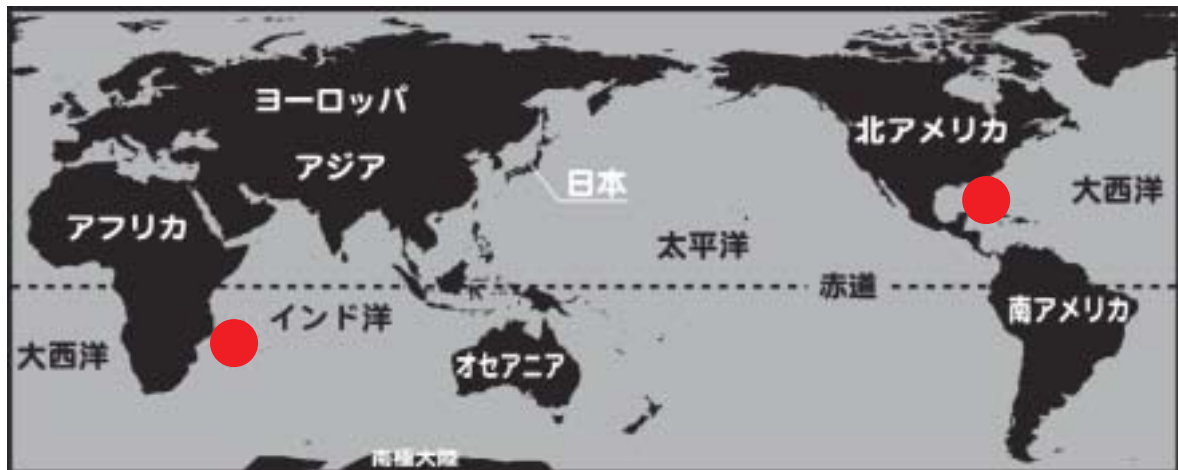 ヨーロッパ
北アメリカ
アジア
日本
大西洋
アフリカ
太平洋
赤道
インド洋
南アメリカ
大西洋
オセアニア
南極大陸